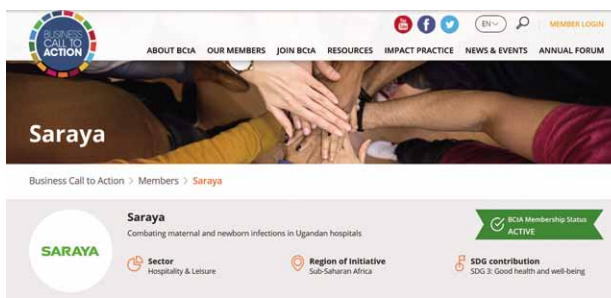 BUSINESS
CALL TO
ACTION
You
Tube
EN
MEMBER LOGIN
ABOUT BCtA OUR MEMBERS JOIN BCtA RESOURCES IMPACT PRACTICE NEWS & EVENTS ANNUAL FORUM
Saraya
Business Call to Action > Members > Saraya
Saraya
Combating maternal and newborn infections in Ugandan hospitals
BCtA Membership Status
ACTIVE
SARAYA
Sector
Hospitality & Leisure
Region of Initiative
Sub-Saharan Africa
SDG contribution
SDG 3: Good health and well-being